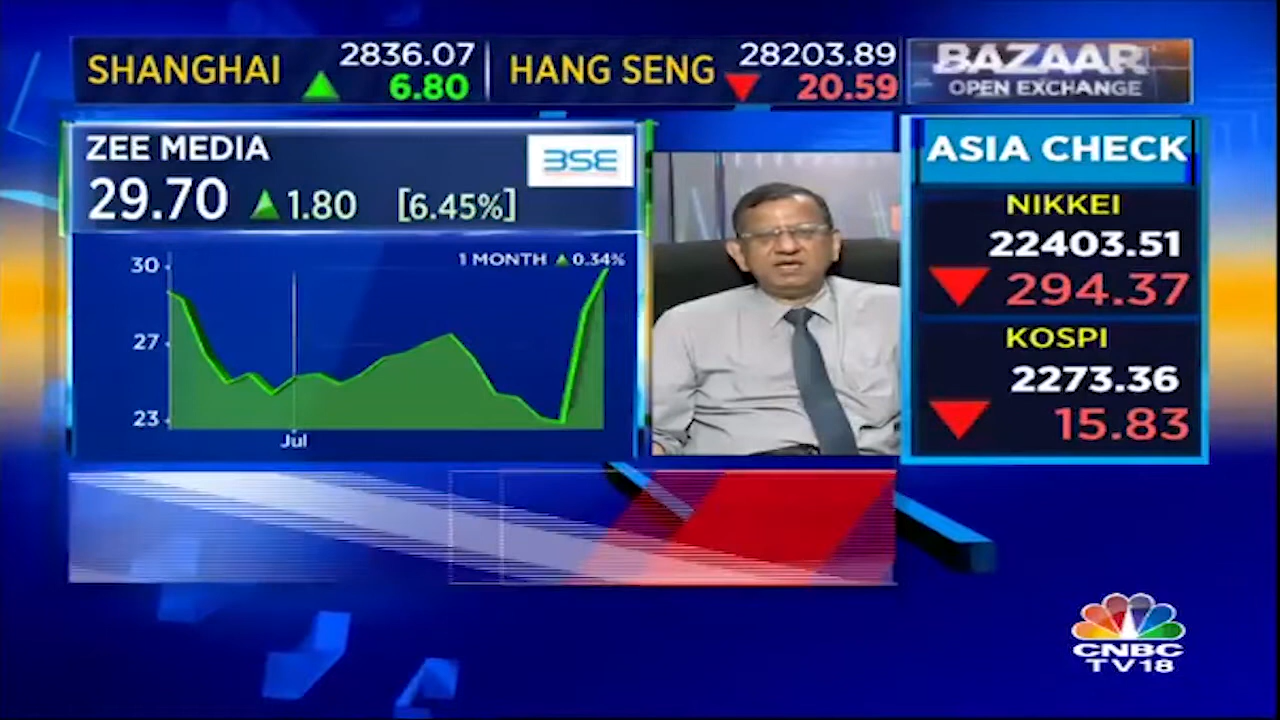 SHANGHAI 2836.07
6.80
HANG SENG 28203.89
20.59
BAZAAR
OPEN EXCHANGE
ZEE MEDIA
29.70 1.80 [6.45%]
BSE
1 MONTH 0.34%
30
27
23
Jul
ASIA CHECK
NIKKEI
22403.51
294.37
KOSPI
2273.36
15.83
CNBC
TV18